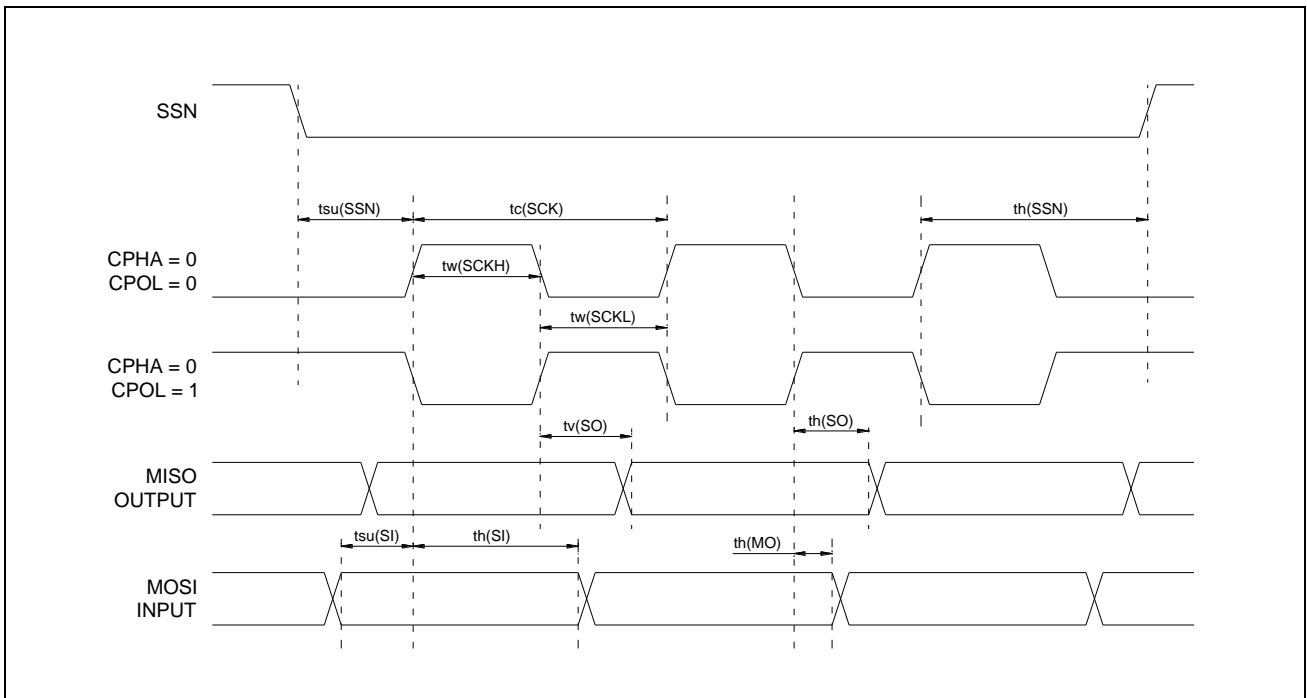 SSN
tsu(SSN)
tc(SCK)
th(SSN)
CPHA = 0
CPOL = 0
tw(SCKH)
tw(SCKL)
CPHA = 0
CPOL = 1
tv(SO)
th(SO)
MISO
OUTPUT
tsu(SI)
th(SI)
th(MO)
MOSI
INPUT